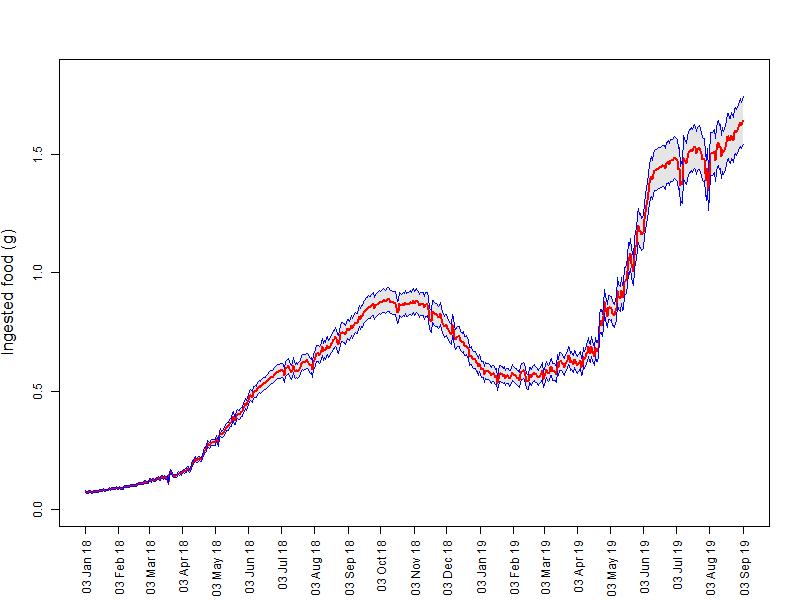 Ingested food (g)
1.5
1.0
0.5
0.0
03 Jan 18
03 Feb 18
03 Mar 18
03 Apr 18
03 May 18
03 Jun 18
03 Jul 18
03 Aug 18
03 Sep 18
03 Oct 18
03 Nov 18
03 Dec 18
03 Jan 19
03 Feb 19
03 Mar 19
03 Apr 19
03 May 19
03 Jun 19
03 Jul 19
03 Aug 19
03 Sep 19